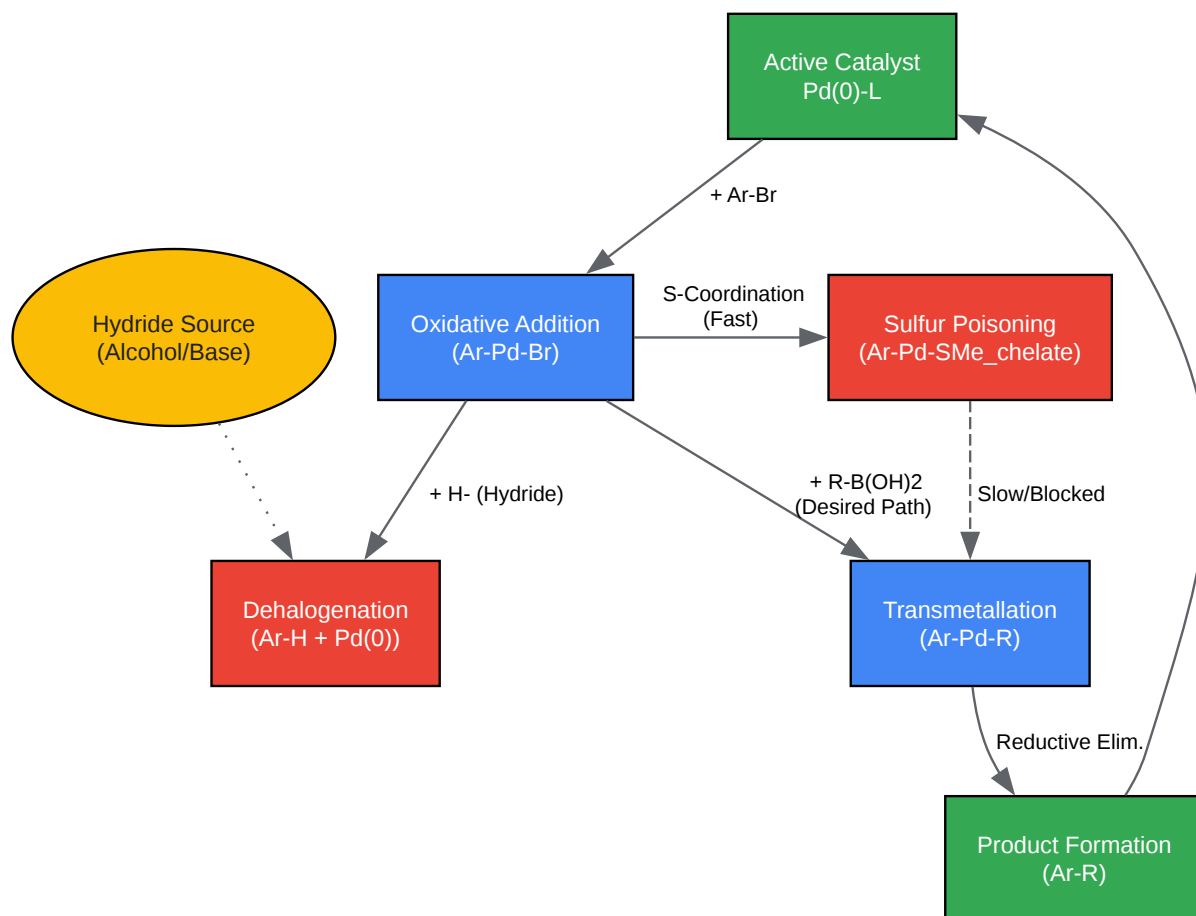 Active Catalyst
Pd(0)-L
+ Ar-Br
Hydride Source
(Alcohol/Base)
Oxidative Addition
(Ar-Pd-Br)
S-Coordination
(Fast)
Sulfur Poisoning
(Ar-Pd-SMe_chelate)
+ H- (Hydride)
+ R-B(OH)2
(Desired Path)
Slow/Blocked
Dehalogenation
(Ar-H + Pd(0))
Transmetallation
(Ar-Pd-R)
Reductive Elim.
Product Formation
(Ar-R)